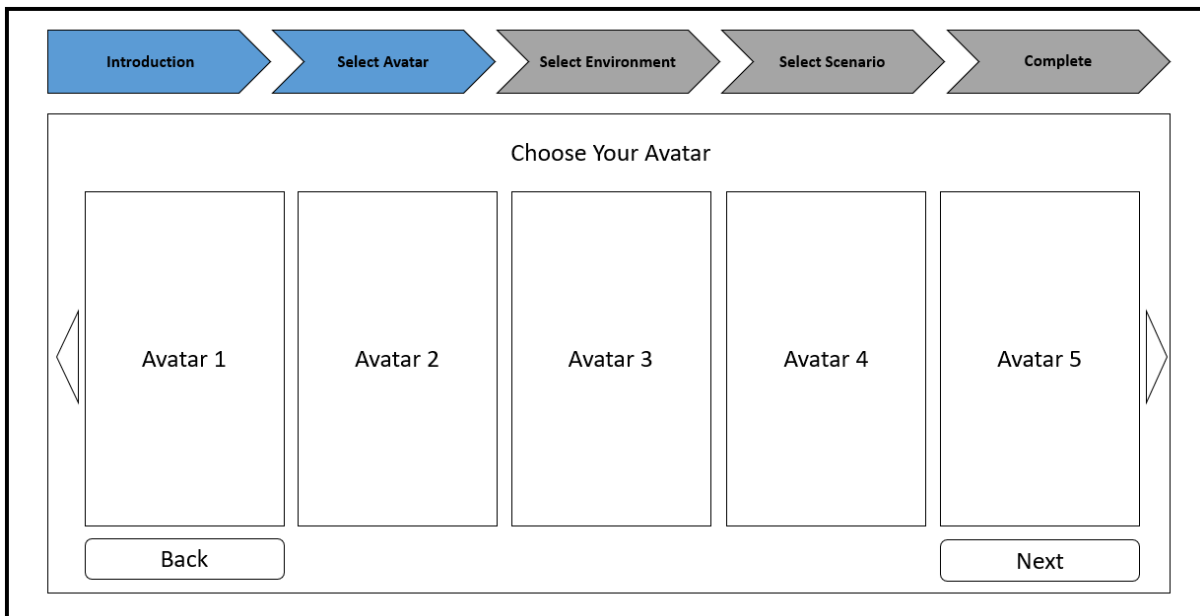 Introduction
Select Avatar
Select Environment
Select Scenario
Complete
Choose Your Avatar
Avatar 1
Avatar 2
Avatar 3
Avatar 4
Avatar 5
Back
Next